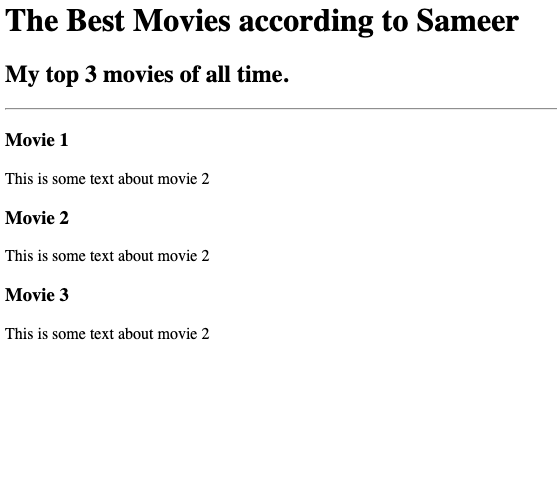 The Best Movies according to Sameer
My top 3 movies of all time.
Movie 1
This is some text about movie 2
Movie 2
This is some text about movie 2
Movie 3
This is some text about movie 2